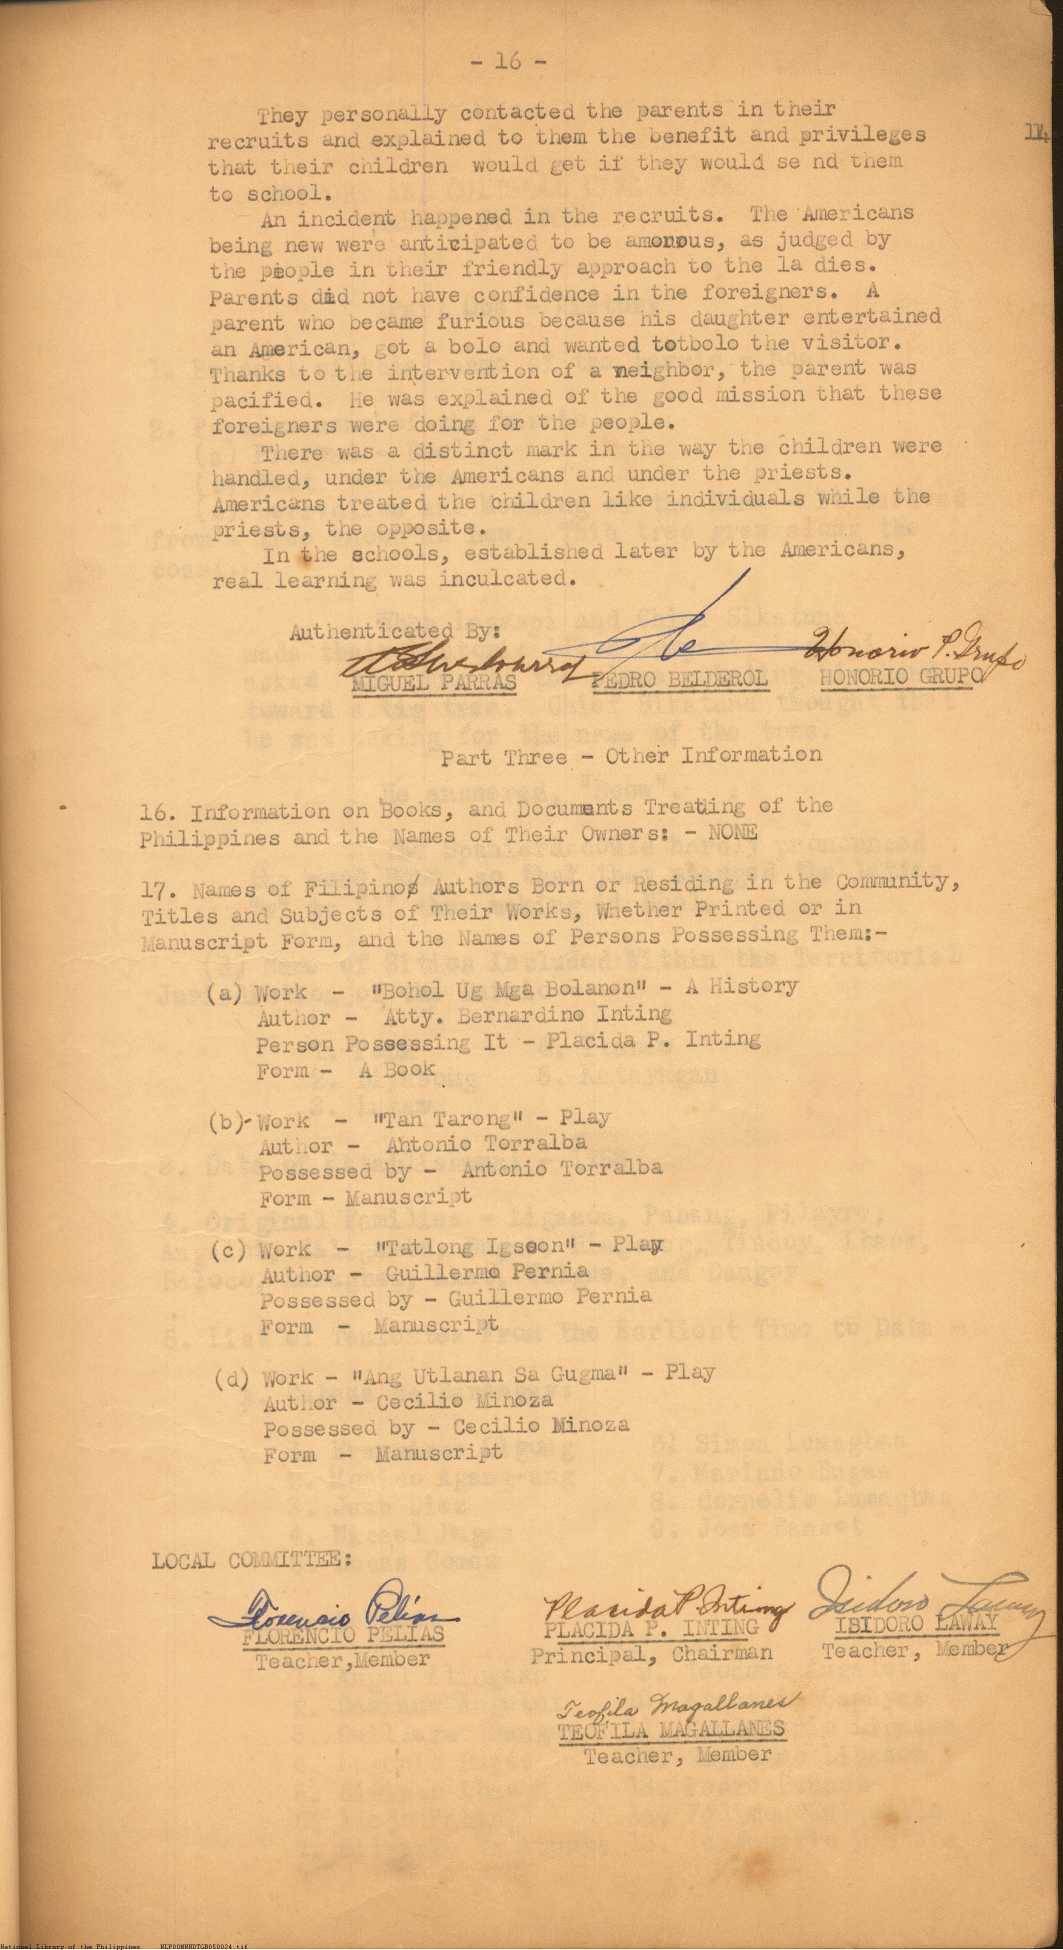 - 16 -
They personally contacted the parents in their
recruits and explained to them the benefit and privileges
that their children would get if they would se nd them
to school.
An incident happened in the recruits. The Americans
being new were anticipated to be amorous, as judged by
the people in their friendly approach to the la dies.
Parents did not have confidence in the foreigners. A
parent who became furious because his daughter entertained
an American, got a bolo and wanted totbolo the visitor.
Thanks to the intervention of a neighbor, the parent was
pacified. He was explained of the good mission that these
foreigners were doing for the people.
There was a distinct mark in the way the children were
handled, under the Americans and under the priests.
Americans treated the children like individuals while the
priests, the opposite.
In the schools, established later by the Americans,
real learning was inculcated.
Authenticated By:
Honorio P. Grupo
MIGUEL PARRAS PEDRO BELDEROL HONORIO GRUPO
Part Three - Other Information
16. Information on Books, and Documents Treating of the
Philippines and the Names of Their Owners: - NONE
17. Names of Filipinos Authors Born or Residing in the Community,
Titles and Subjects of Their Works, Whether Printed or in
Manuscript Form, and the Names of Persons Possessing Them:-
(a) Work - "Bohol Ug Mga Bolanon" - A History
Author - Atty. Bernardino Inting
Person Possessing It - Placida P. Inting
Form - A Book
(b)- Work - "Tan Tarong" - Play
Author - Antonio Torralba
Possessed by - Antonio Torralba
Form - Manuscript
(c) Work - "Tatlong Igsoon" - Play
Author - Guillermo Pernia
Possessed by - Guillermo Pernia
Form - Manuscript
(d) Work - "Ang Utlanan Sa Gugma" - Play
Author - Cecilio Minoza
Possessed by - Cecilio Minoza
Form - Manuscript
LOCAL COMMITTEE:
Florencio Pelias Placida P. Inting Isidoro Laway
FLORENCIO PELIAS PLACIDA P. INTING ISIDORO LAWAY
Teacher,Member Principal, Chairman Teacher, Member
Teofila Magallanes
TEOFILA MAGALLANES
Teacher, Member
National Library of the Philippines